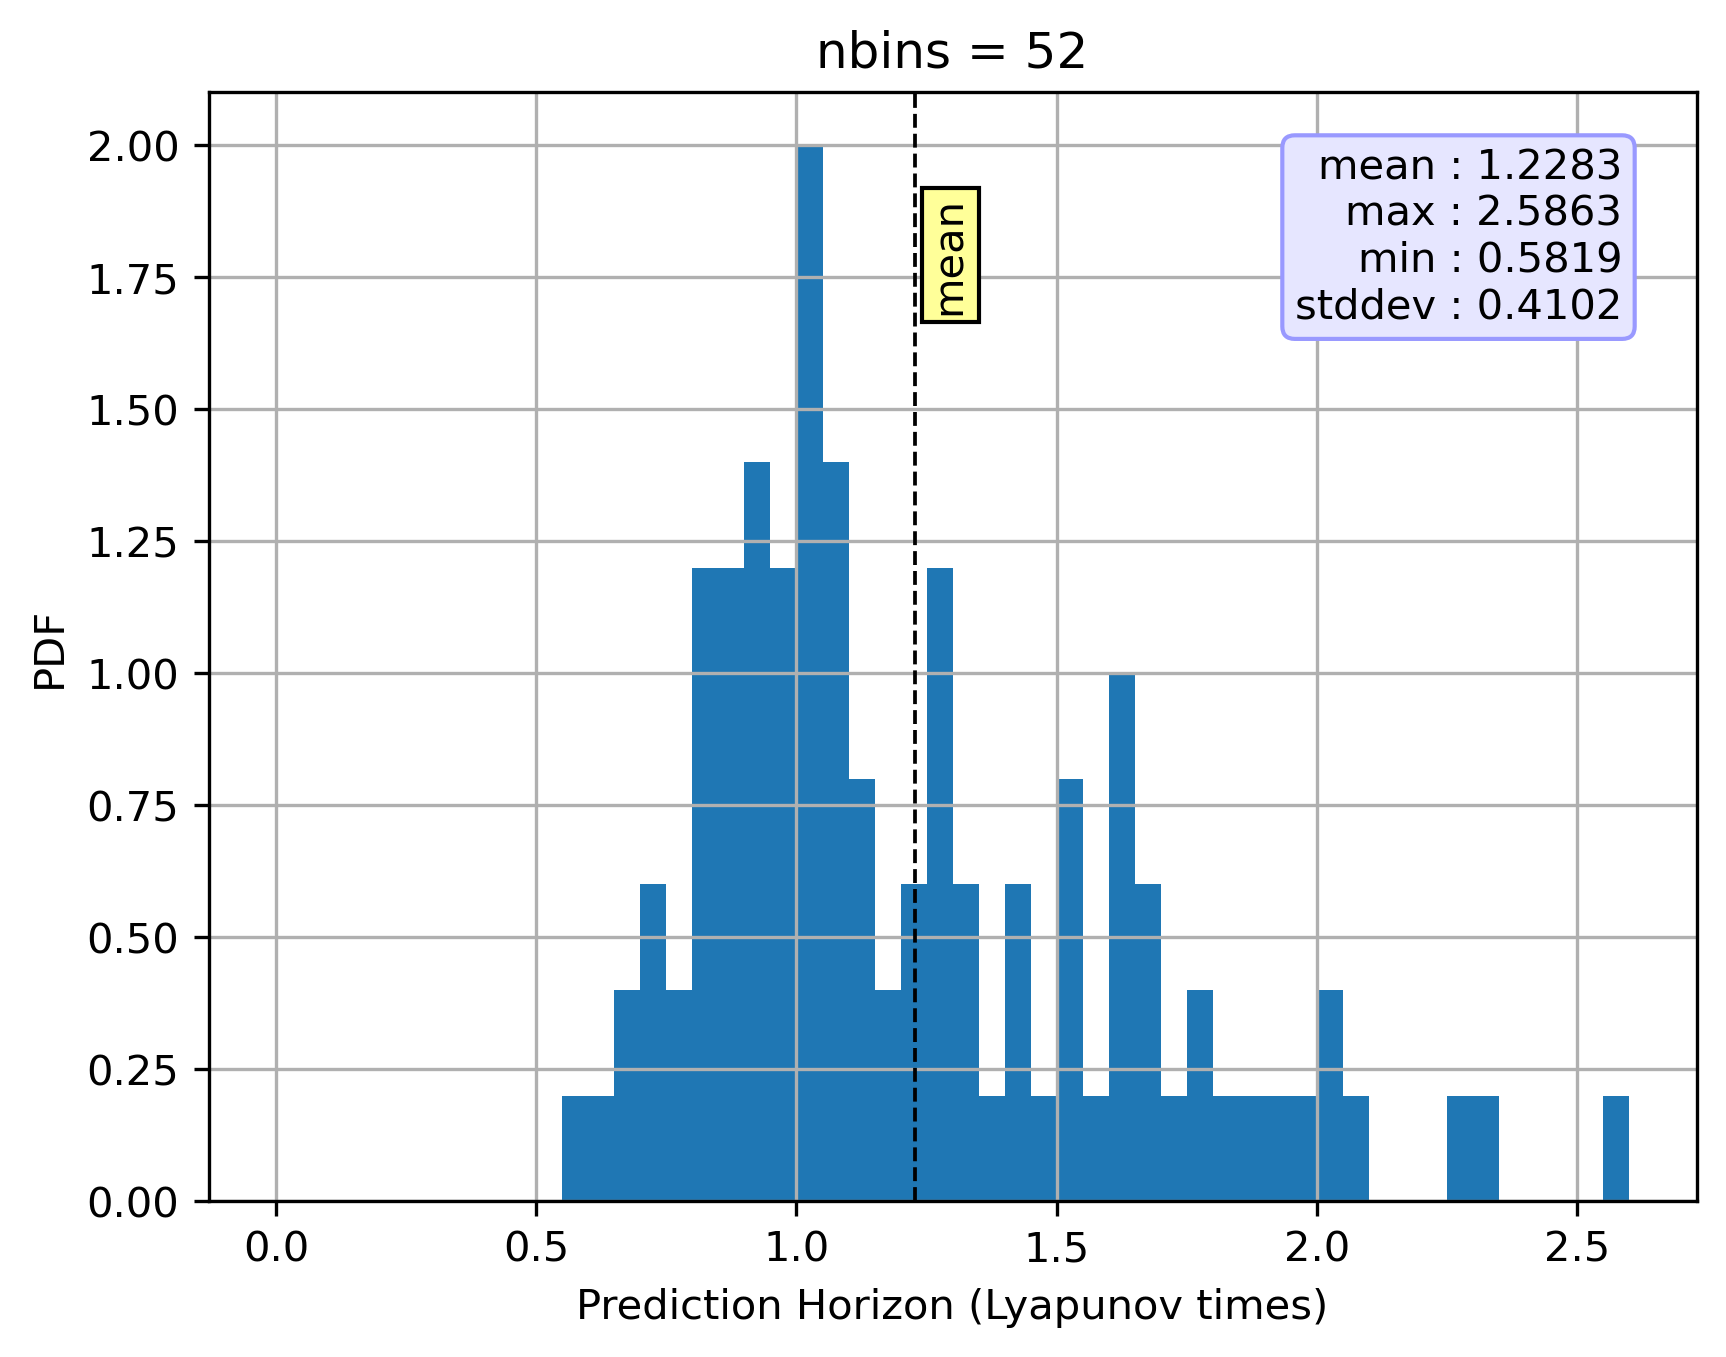 nbins = 52
mean : 1.2283
max : 2.5863
min : 0.5819
stddev : 0.4102
mean
PDF
2.00
1.75
1.50
1.25
1.00
0.75
0.50
0.25
0.00
0.0 0.5 1.0 1.5 2.0 2.5
Prediction Horizon (Lyapunov times)